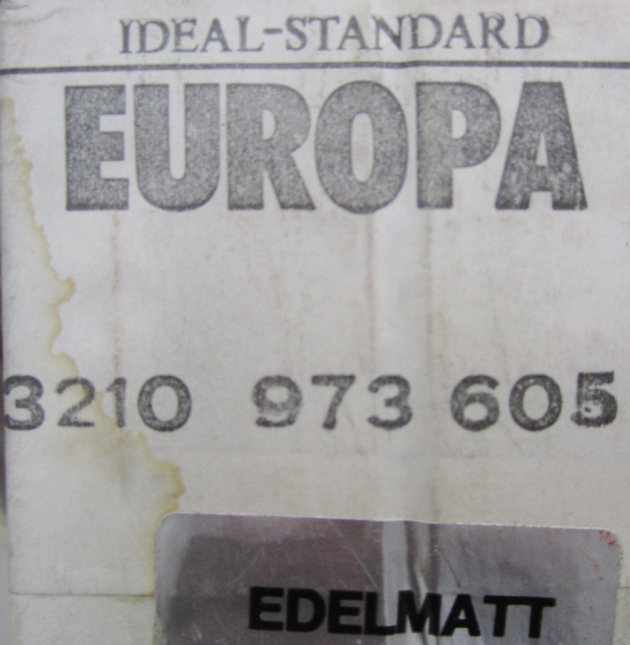 IDEAL-STANDARD
EUROPA
3210 973 605
EDELMATT